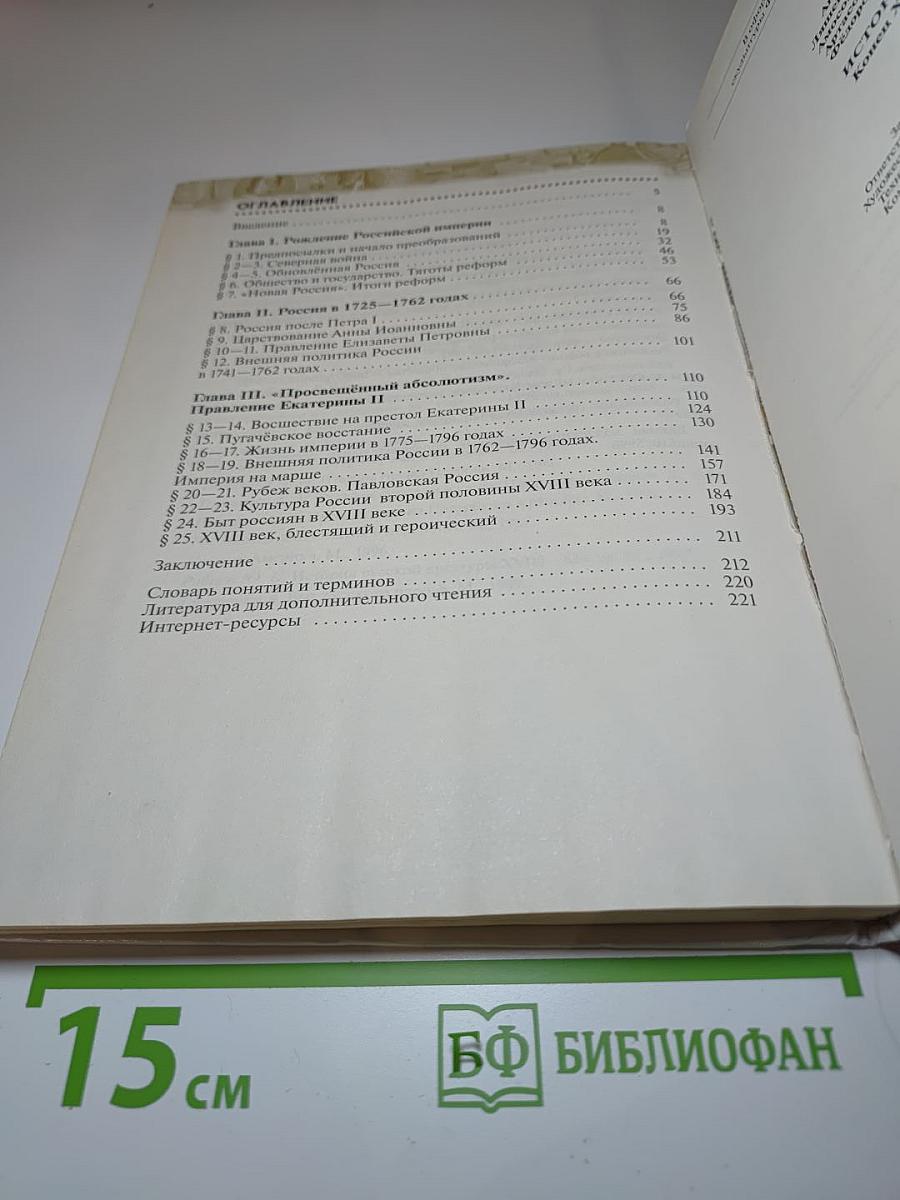 ОГЛАВЛЕНИЕ
Введение 5
Глава I. Рождение Российской империи 8
§ 1. Предпосылки и начало преобразований 8
§ 2—3. Северная война 19
§ 4—5. Обновлённая Россия 32
§ 6. Общество и государство. Тяготы реформ 46
§ 7. «Новая Россия». Итоги реформ 53
Глава II. Россия в 1725—1762 годах 66
§ 8. Россия после Петра I 66
§ 9. Царствование Анны Иоанновны 75
§ 10—11. Правление Елизаветы Петровны 86
§ 12. Внешняя политика России
в 1741—1762 годах 101
Глава III. «Просвещённый абсолютизм».
Правление Екатерины II 110
§ 13—14. Восшествие на престол Екатерины II 110
§ 15. Пугачёвское восстание 124
§ 16—17. Жизнь империи в 1775—1796 годах 130
§ 18—19. Внешняя политика России в 1762—1796 годах.
Империя на марше 141
§ 20—21. Рубеж веков. Павловская Россия 157
§ 22—23. Культура России второй половины XVIII века 171
§ 24. Быт россиян в XVIII веке 184
§ 25. XVIII век, блестящий и героический 193
Заключение 211
Словарь понятий и терминов 212
Литература для дополнительного чтения 220
Интернет-ресурсы 221
15 см
БФ БИБЛИОФАН